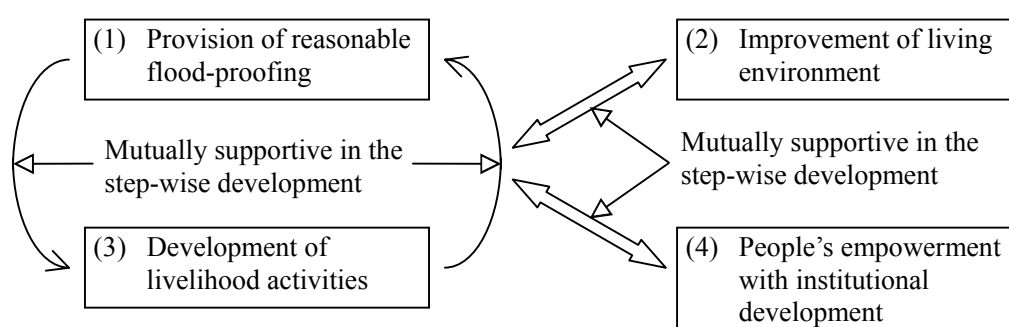 (1) Provision of reasonable
flood-proofing
(2) Improvement of living
environment
Mutually supportive in the
step-wise development
Mutually supportive in the
step-wise development
(3) Development of
livelihood activities
(4) People’s empowerment
with institutional
development